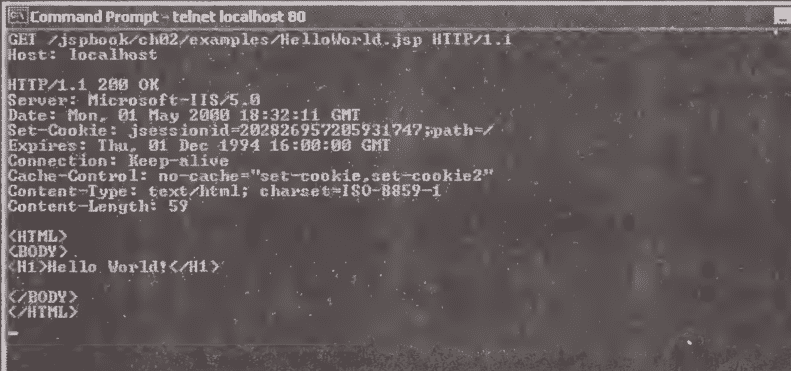 Command Prompt - telnet localhost 80
GET /jspbook/ch02/examples/HelloWorld.jsp HTTP/1.1
Host: localhost
HTTP/1.1 200 OK
Server: Microsoft-IIS/5.0
Date: Mon, 01 May 2000 18:32:11 GMT
Set-Cookie: jsessionid=202826957205931747;path=/
Expires: Thu, 01 Dec 1994 16:00:00 GMT
Connection: Keep-alive
Cache-Control: no-cache="set-cookie,set-cookie2"
Content-Type: text/html; charset=ISO-8859-1
Content-Length: 59
<HTML>
<BODY>
<H1>Hello World!</H1>
</BODY>
</HTML>